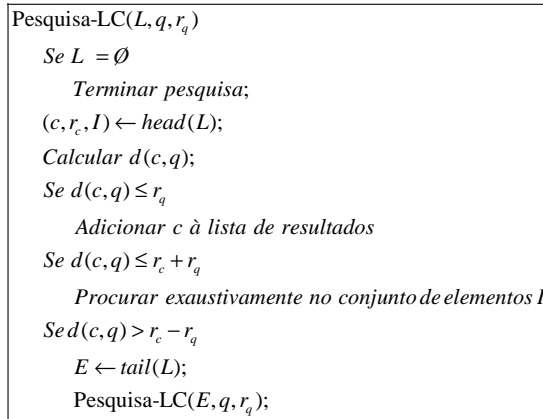 Pesquisa-LC(L, q, r_q)
Se L = Ø
Terminar pesquisa;
(c, r_c, I) ← head(L);
Calcular d(c, q);
Se d(c, q) ≤ r_q
Adicionar c à lista de resultados
Se d(c, q) ≤ r_c + r_q
Procurar exaustivamente no conjunto de elementos I
Se d(c, q) > r_c − r_q
E ← tail(L);
Pesquisa-LC(E, q, r_q);